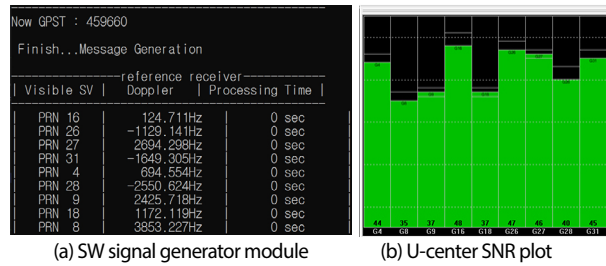 Now GPST : 459660
Finish...Message Generation
reference receiver
| Visible SV | Doppler | Processing Time |
| PRN 16 | 124.711Hz | 0 sec |
| PRN 26 | -1129.141Hz | 0 sec |
| PRN 27 | 2694.298Hz | 0 sec |
| PRN 31 | -1649.305Hz | 0 sec |
| PRN 4 | 694.554Hz | 0 sec |
| PRN 28 | -2550.624Hz | 0 sec |
| PRN 9 | 2425.718Hz | 0 sec |
| PRN 18 | 1172.119Hz | 0 sec |
| PRN 8 | 3853.227Hz | 0 sec |
44 35 37 48 37 47 46 40 45
G4 G8 G9 G16 G18 G26 G27 G28 G31
(a) SW signal generator module
(b) U-center SNR plot